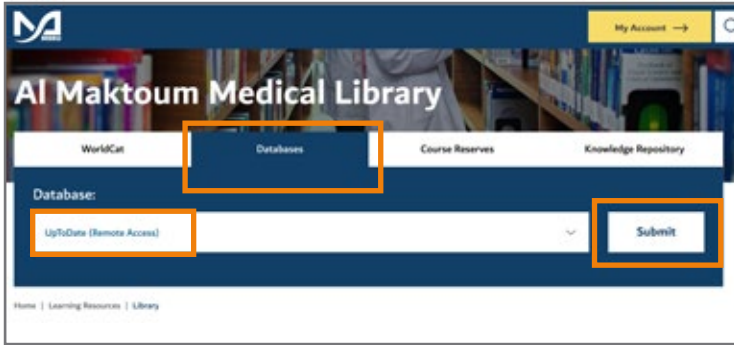 My Account →
Al Maktoum Medical Library
WorldCat
Databases
Course Reserves
Knowledge Repository
Database:
UpToDate (Remote Access)
Submit
Home | Learning Resources | Library